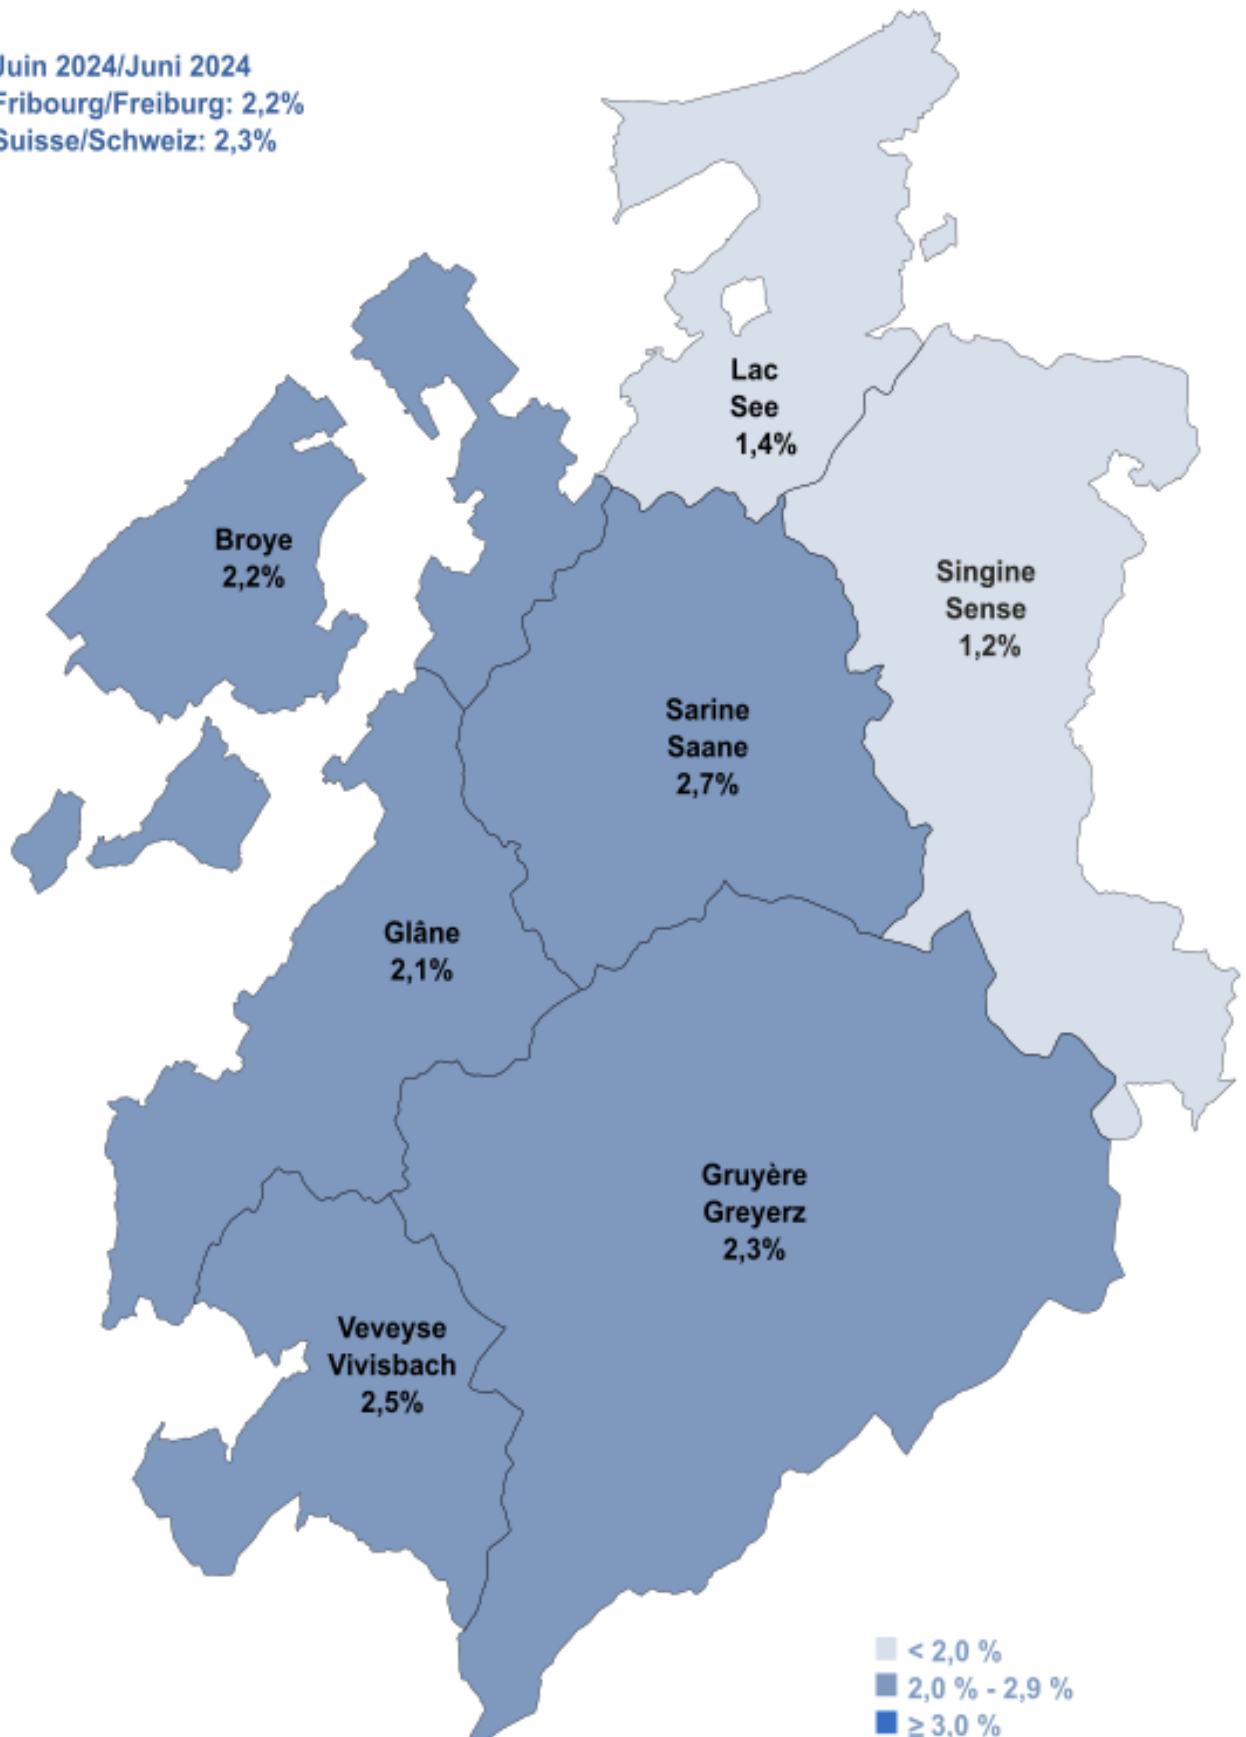 Juin 2024/Juni 2024
Fribourg/Freiburg: 2,2%
Suisse/Schweiz: 2,3%
Lac
See
1,4%
Broye
2,2%
Singine
Sense
1,2%
Sarine
Saane
2,7%
Glâne
2,1%
Gruyère
Greyerz
2,3%
Veveyse
Vivisbach
2,5%
< 2,0 %
2,0 % - 2,9 %
≥ 3,0 %